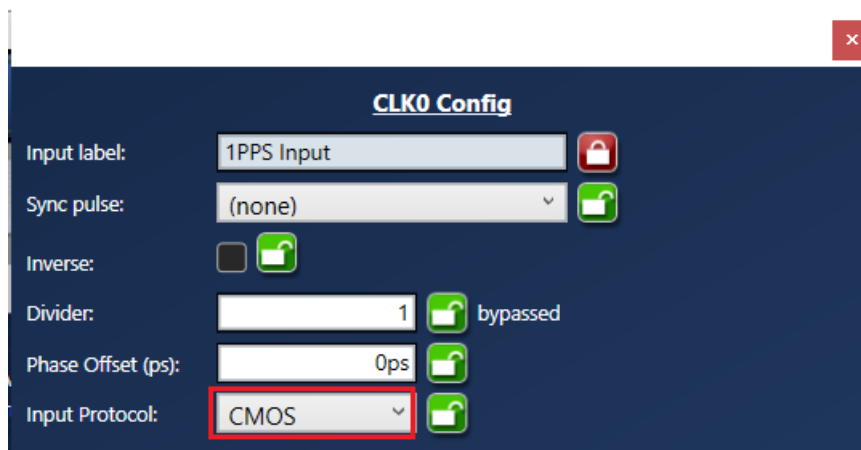 CLK0 Config
Input label: 1PPS Input
Sync pulse: (none)
Inverse:
Divider: 1 bypassed
Phase Offset (ps): 0ps
Input Protocol: CMOS